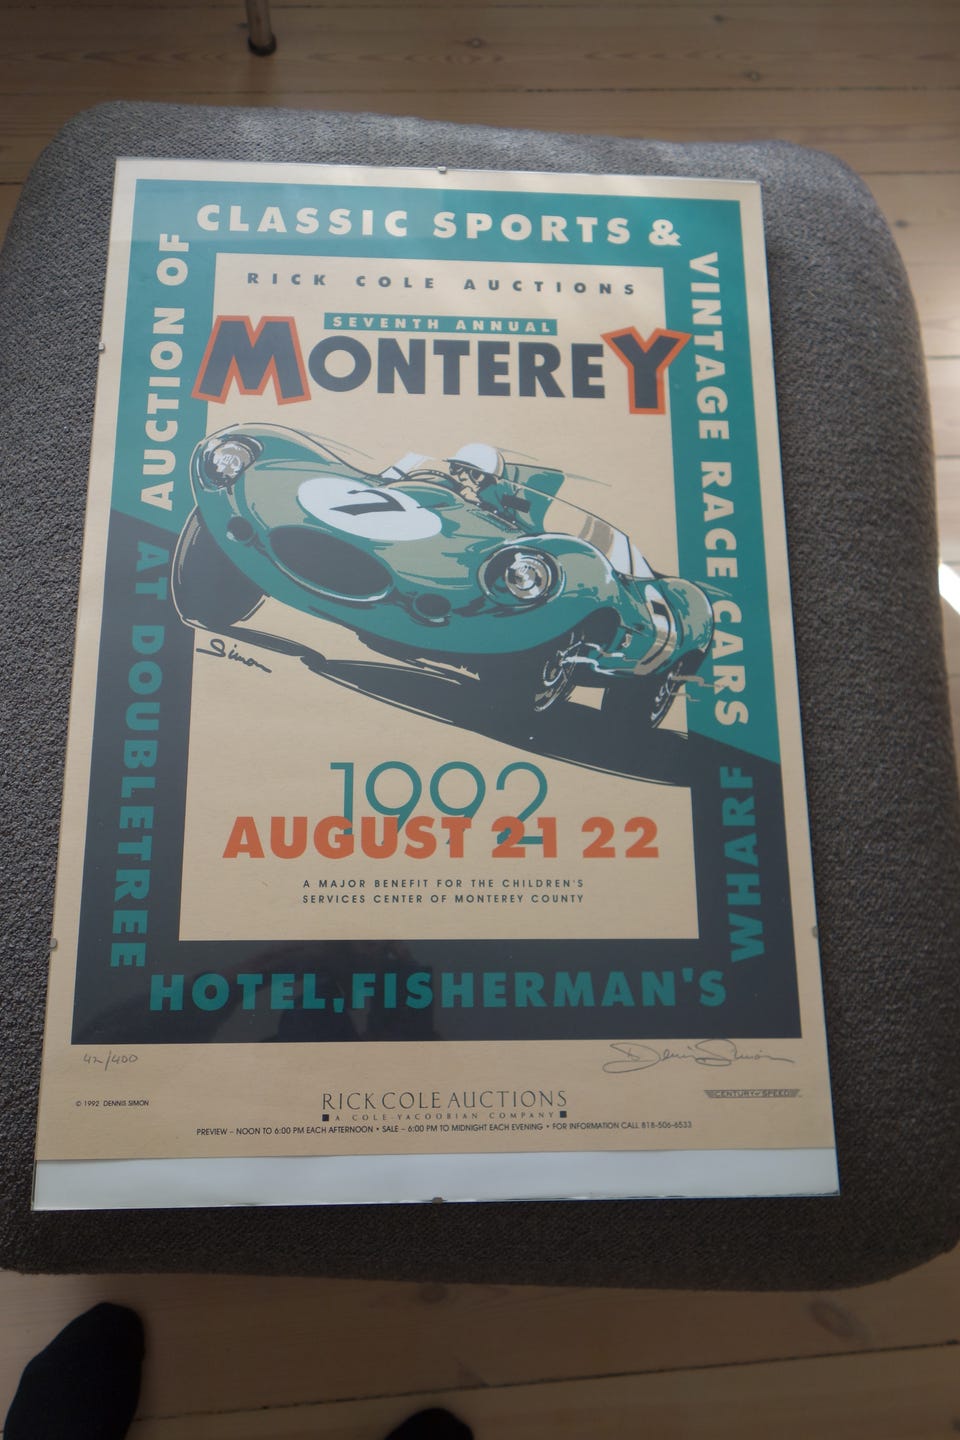 AUCTION OF
CLASSIC SPORTS &
VINTAGE RACE CARS
AT DOUBLETREE
HOTEL, FISHERMAN'S
WHARF
RICK COLE AUCTIONS
SEVENTH ANNUAL
MONTEREY
7
7
Simon
1992
AUGUST 21 22
A MAJOR BENEFIT FOR THE CHILDREN'S
SERVICES CENTER OF MONTEREY COUNTY
42/400
Dennis Simon
© 1992 DENNIS SIMON
RICK COLE AUCTIONS
A COLE-YACOOBIAN COMPANY
CENTURY OF SPEED
PREVIEW – NOON TO 6:00 PM EACH AFTERNOON • SALE – 6:00 PM TO MIDNIGHT EACH EVENING • FOR INFORMATION CALL 818-506-6533